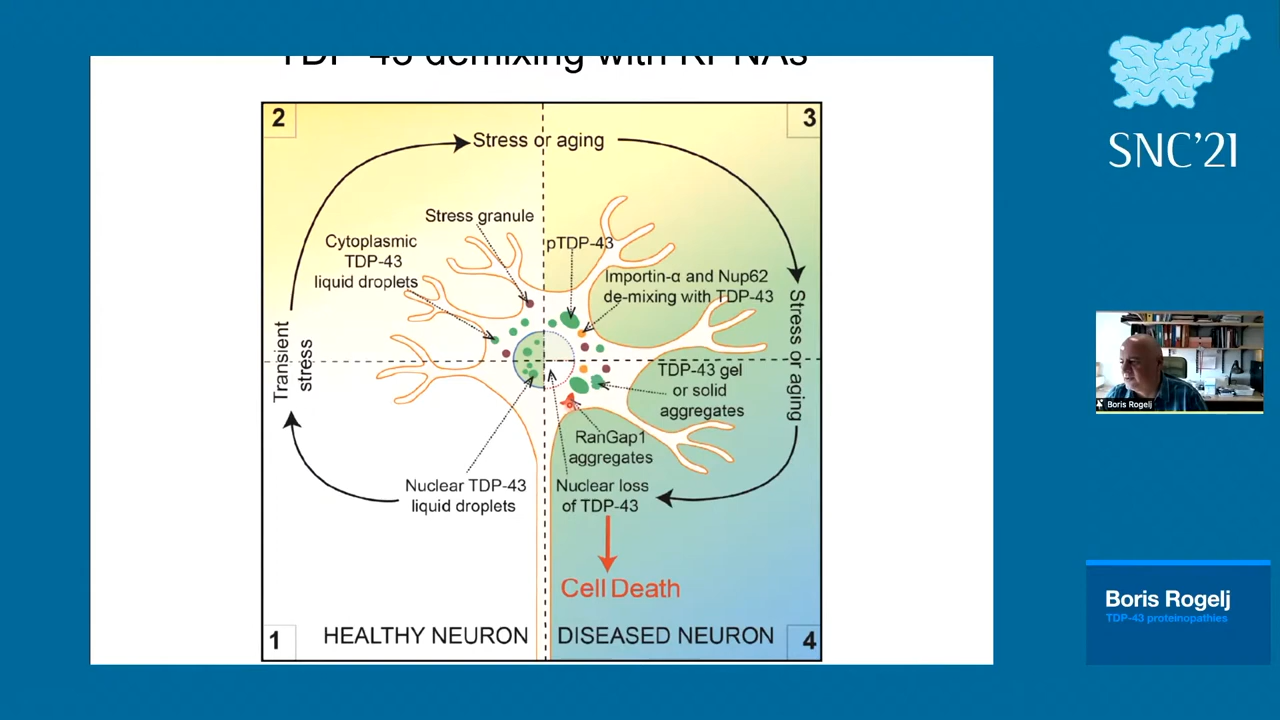 TDP-43 demixing with KPNAs
2
3
Stress or aging
Stress granule
Cytoplasmic
TDP-43
liquid droplets
pTDP-43
Importin-α and Nup62
de-mixing with TDP-43
Transient
stress
Stress or aging
TDP-43 gel
or solid
aggregates
RanGap1
aggregates
Nuclear TDP-43
liquid droplets
Nuclear loss
of TDP-43
Cell Death
1
HEALTHY NEURON
DISEASED NEURON
4
SNC'21
Boris Rogelj
Boris Rogelj
TDP-43 proteinopathies